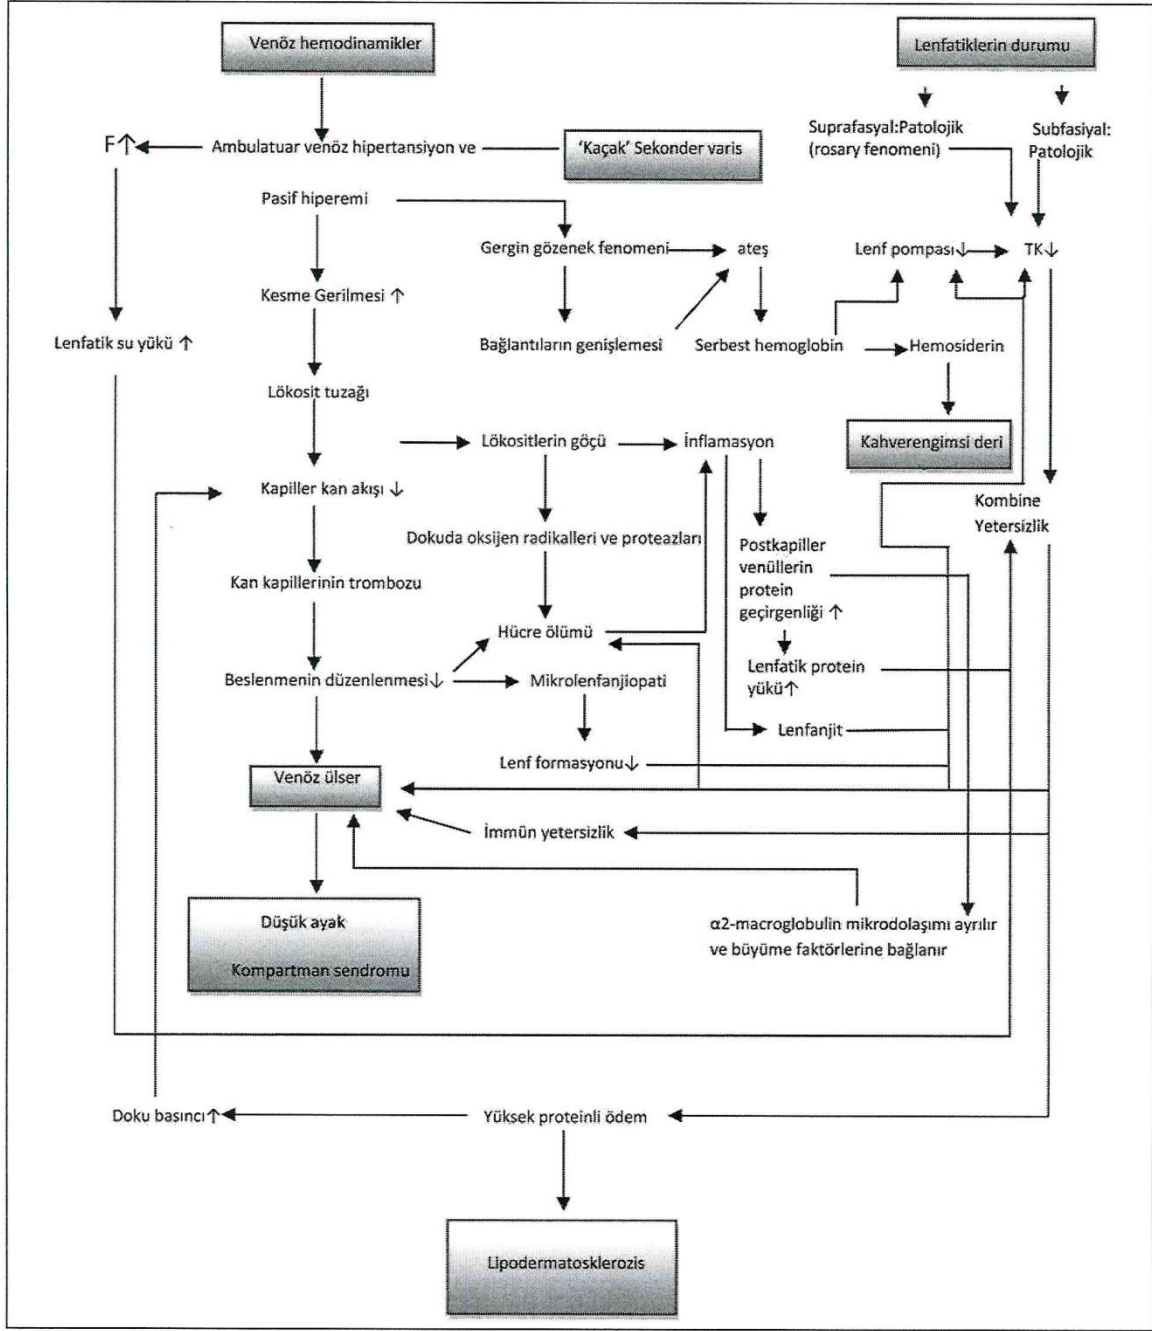 Venöz hemodinamikler
Lenfatiklerin durumu
F↑
Ambulatuar venöz hipertansiyon ve
'Kaçak' Sekonder varis
Suprafasyal:Patolojik
(rosary fenomeni)
Subfasiyal:
Patolojik
Pasif hiperemi
Gergin gözenek fenomeni
ateş
Lenf pompası↓
TK↓
Kesme Gerilmesi ↑
Lenfatik su yükü ↑
Bağlantıların genişlemesi
Serbest hemoglobin
Hemosiderin
Lökosit tuzağı
Lökositlerin göçü
İnflamasyon
Kahverengimsi deri
Kapiller kan akışı ↓
Kombine
Yetersizlik
Dokuda oksijen radikalleri ve proteazları
Postkapiller
venüllerin
protein
geçirgenliği ↑
Kan kapillerinin trombozu
Hücre ölümü
Lenfatik protein
yükü↑
Beslenmenin düzenlenmesi↓
Mikrolenfanjiopati
Lenfanjit
Lenf formasyonu↓
Venöz ülser
İmmün yetersizlik
Düşük ayak
Kompartman sendromu
α2-macroglobulin mikrodolaşımı ayrılır
ve büyüme faktörlerine bağlanır
Doku basıncı↑
Yüksek proteinli ödem
Lipodermatosklerozis